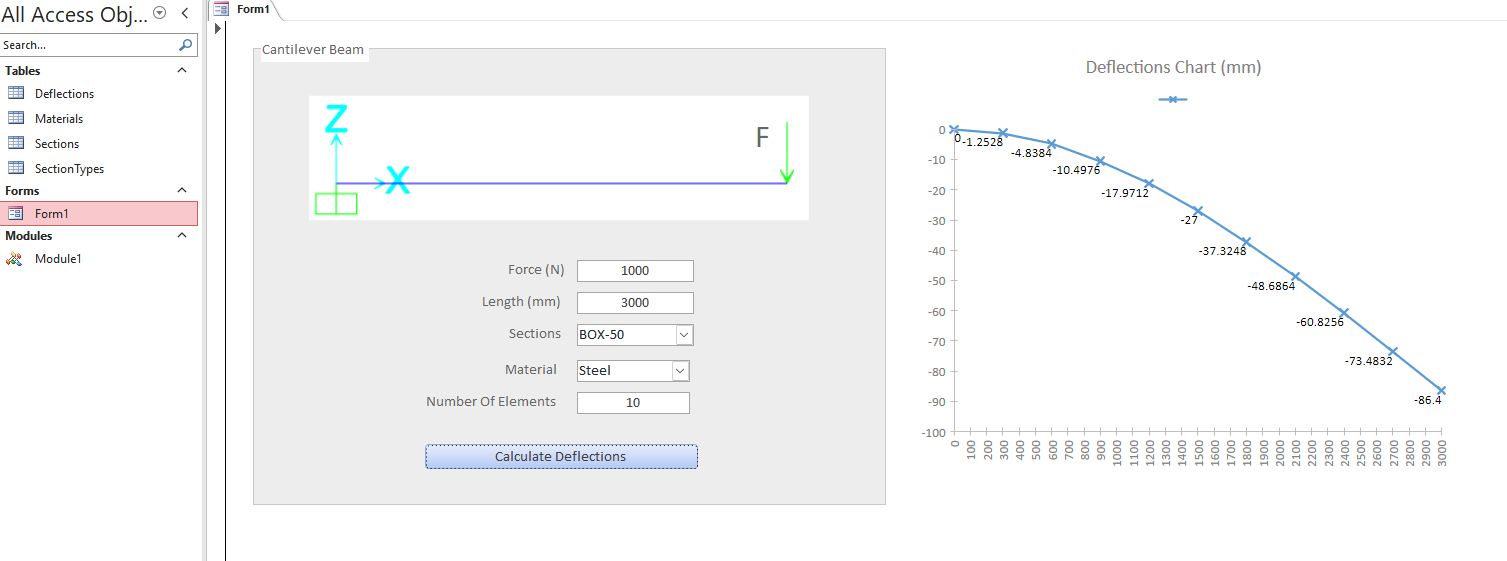 All Access Obj...
Search...
Tables
Deflections
Materials
Sections
SectionTypes
Forms
Form1
Modules
Module1
Form1
Cantilever Beam
Z
X
F
Force (N) 1000
Length (mm) 3000
Sections BOX-50
Material Steel
Number Of Elements 10
Calculate Deflections
Deflections Chart (mm)
0
-10
-20
-30
-40
-50
-60
-70
-80
-90
-100
0
-1.2528
-4.8384
-10.4976
-17.9712
-27
-37.3248
-48.6864
-60.8256
-73.4832
-86.4
0 100 200 300 400 500 600 700 800 900 1000 1100 1200 1300 1400 1500 1600 1700 1800 1900 2000 2100 2200 2300 2400 2500 2600 2700 2800 2900 3000